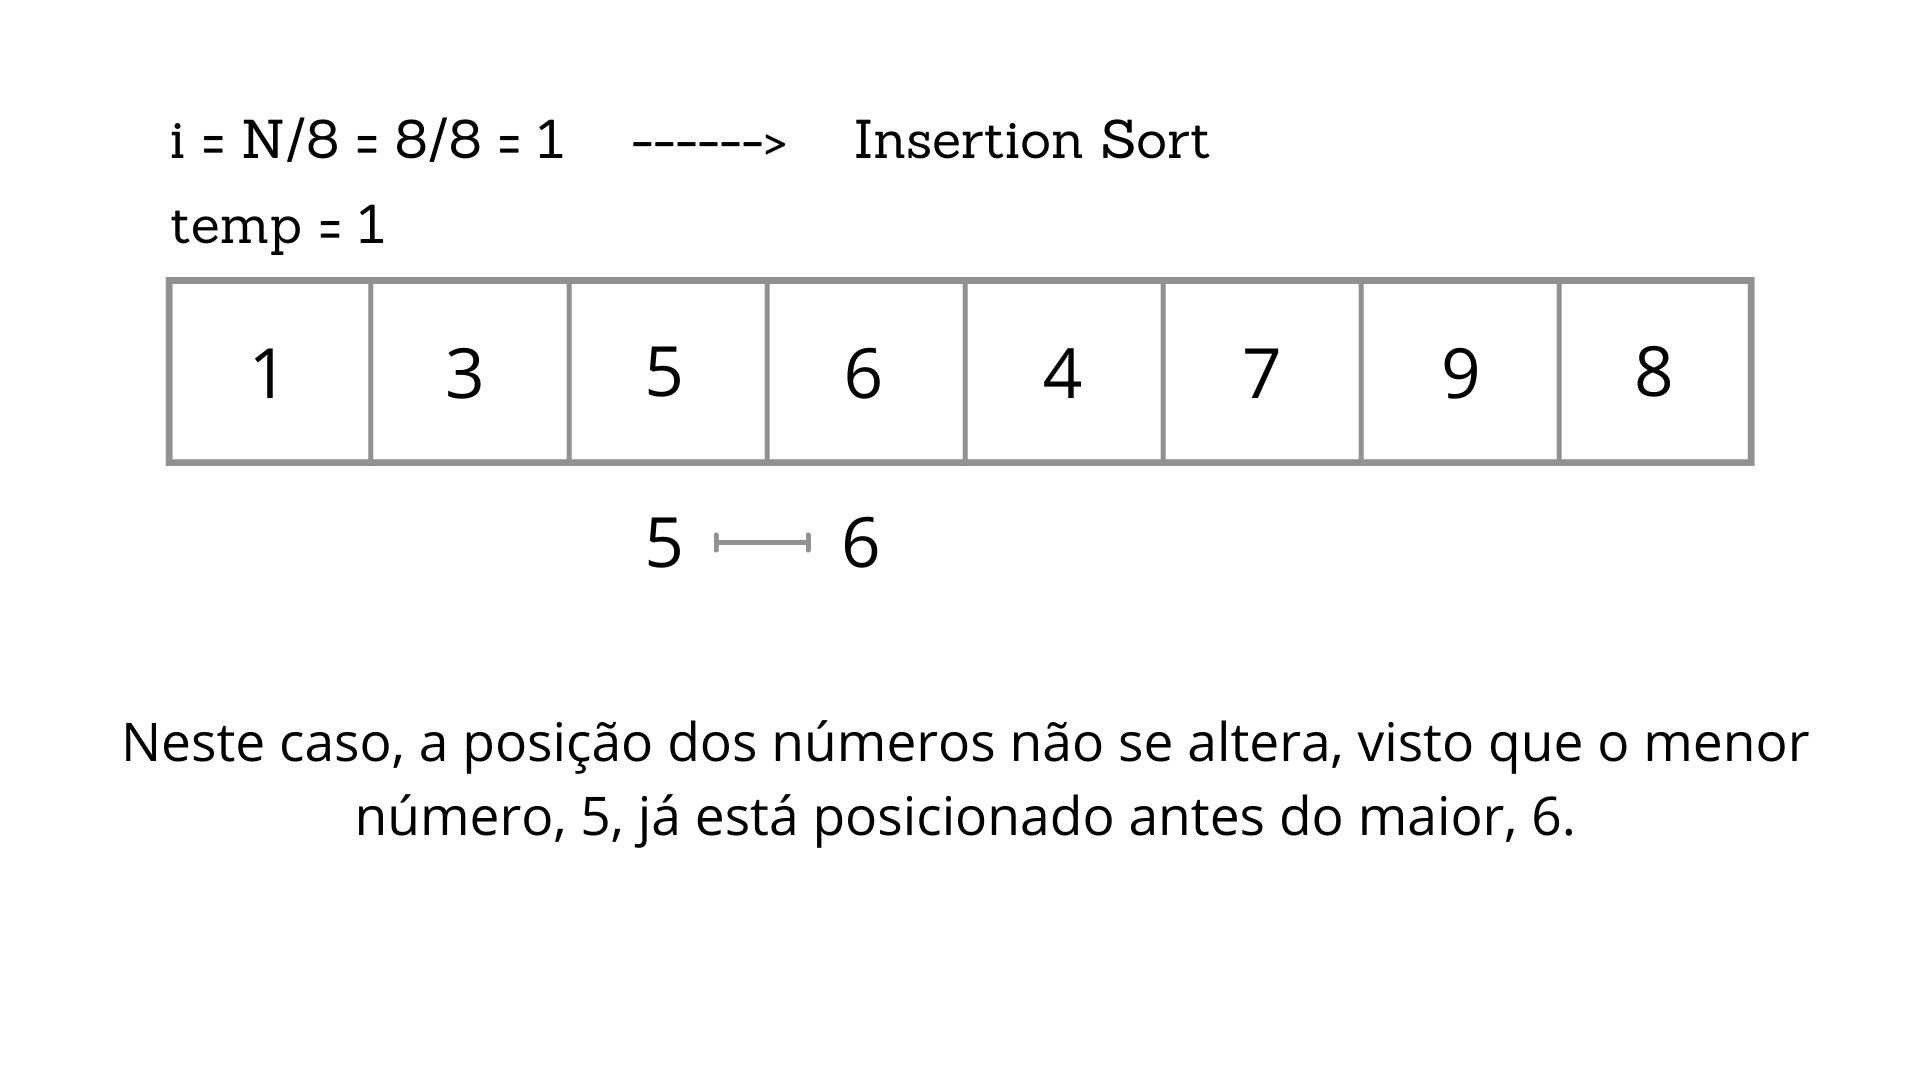 i = N/8 = 8/8 = 1 ------> Insertion Sort
temp = 1
1 3 5 6 4 7 9 8
5 6
Neste caso, a posição dos números não se altera, visto que o menor
número, 5, já está posicionado antes do maior, 6.